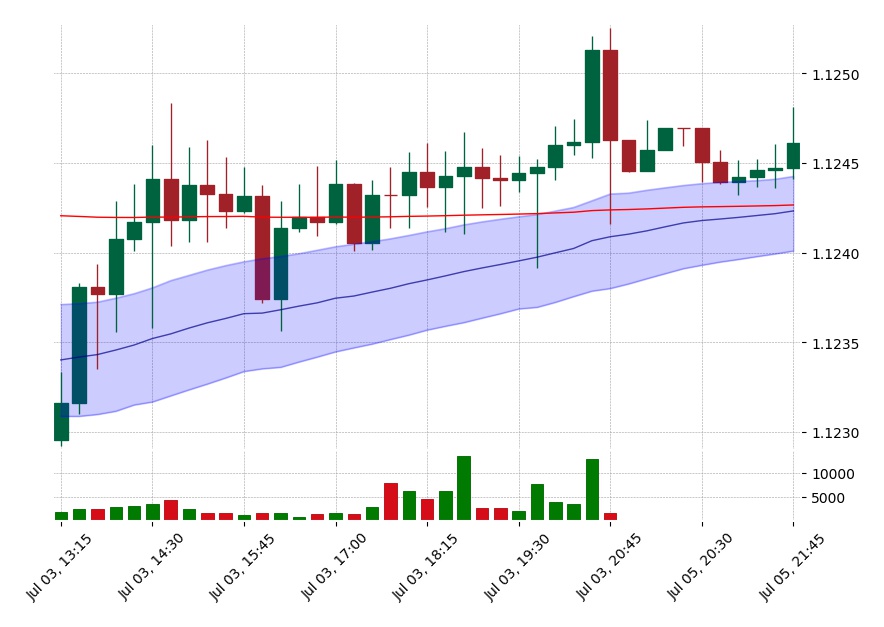 1.1250
1.1245
1.1240
1.1235
1.1230
10000
5000
Jul 03, 13:15
Jul 03, 14:30
Jul 03, 15:45
Jul 03, 17:00
Jul 03, 18:15
Jul 03, 19:30
Jul 03, 20:45
Jul 05, 20:30
Jul 05, 21:45